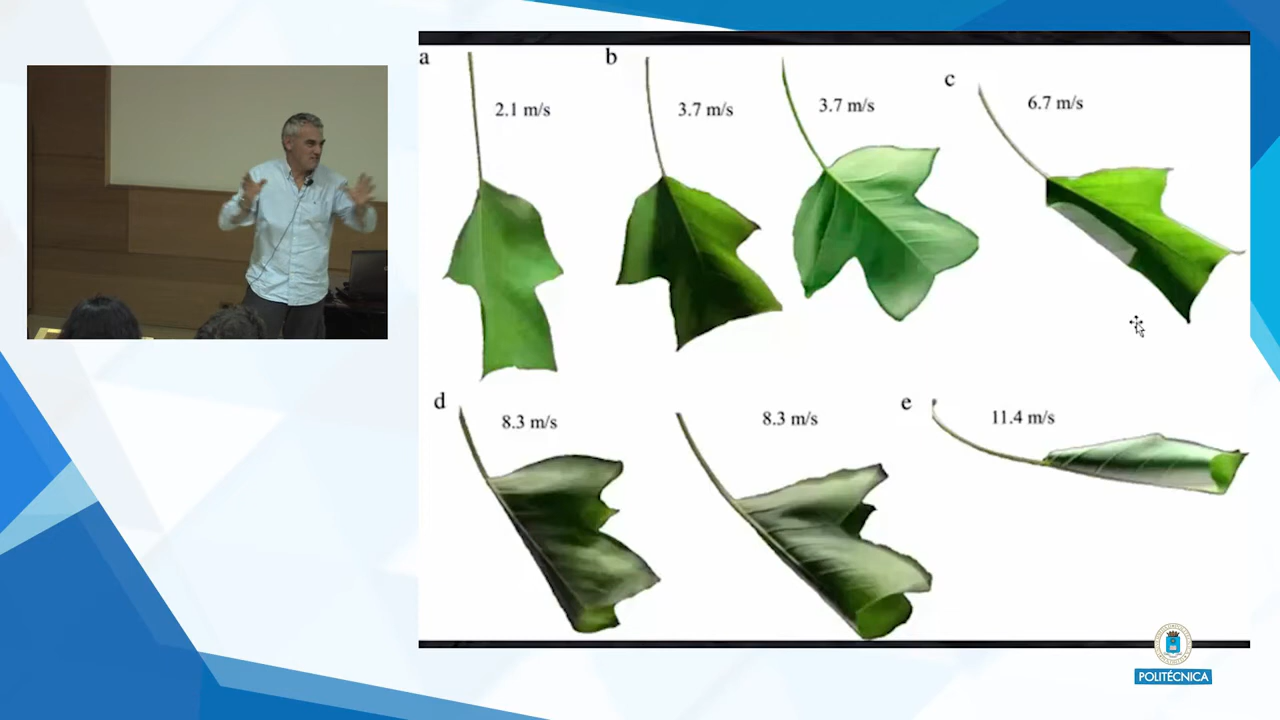 a
2.1 m/s
b
3.7 m/s
3.7 m/s
c
6.7 m/s
d
8.3 m/s
8.3 m/s
e
11.4 m/s
POLITÉCNICA